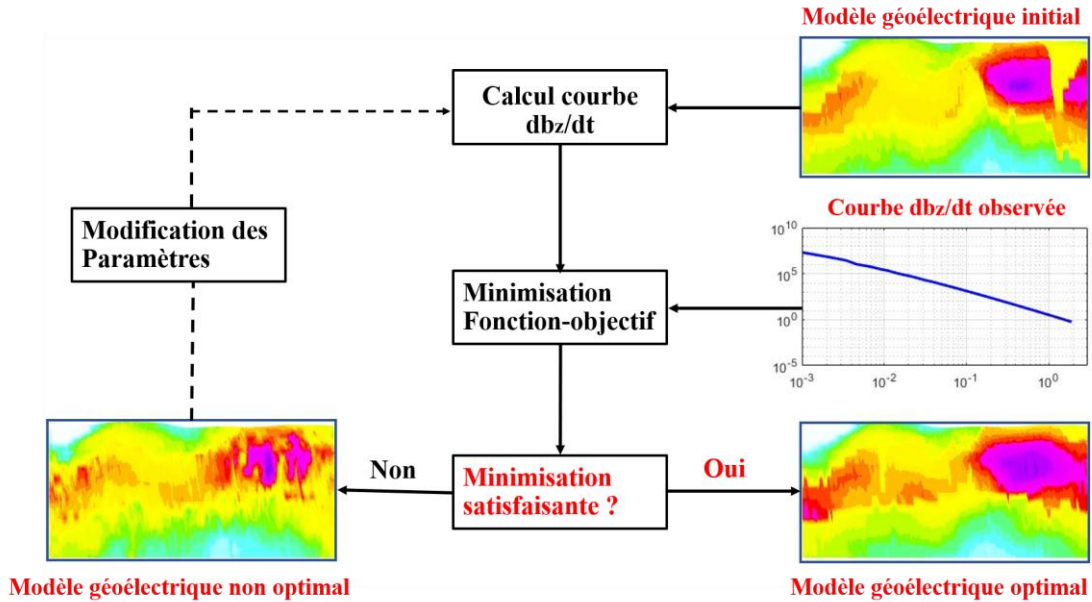 Modèle géoélectrique initial
Calcul courbe
dbz/dt
Modification des
Paramètres
Courbe dbz/dt observée
10^10
10^5
10^0
10^-5
10^-3
10^-2
10^-1
10^0
Minimisation
Fonction-objectif
Non
Minimisation
satisfaisante ?
Oui
Modèle géoélectrique non optimal
Modèle géoélectrique optimal